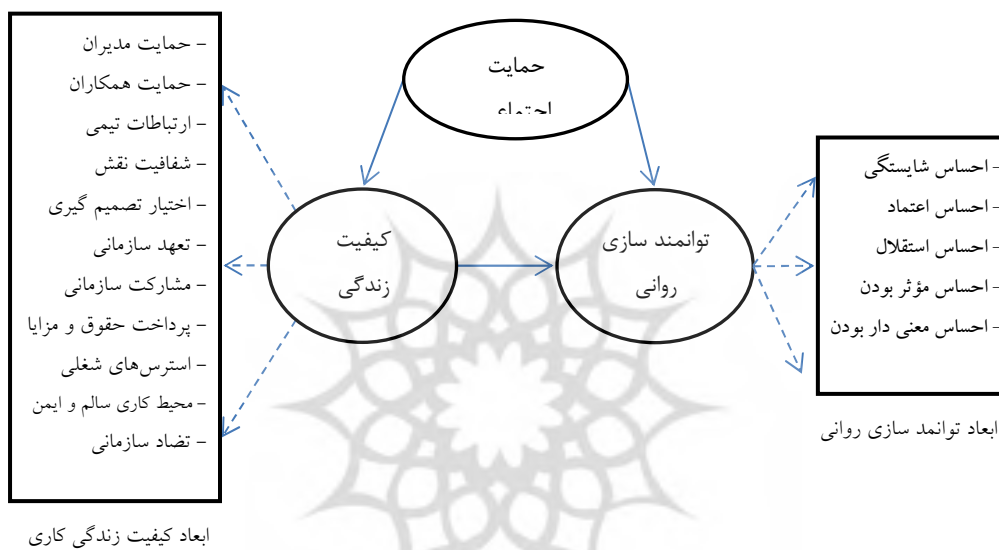 حمایت
اجتماعی
توانمند سازی
روانی
کیفیت
زندگی
- احساس شایستگی
- احساس اعتماد
- احساس استقلال
- احساس مؤثر بودن
- احساس معنی دار بودن
ابعاد توانمد سازی روانی
- حمایت مدیران
- حمایت همکاران
- ارتباطات تیمی
- شفافیت نقش
- اختیار تصمیم گیری
- تعهد سازمانی
- مشارکت سازمانی
- پرداخت حقوق و مزایا
- استرس‌های شغلی
- محیط کاری سالم و ایمن
- تضاد سازمانی
ابعاد کیفیت زندگی کاری